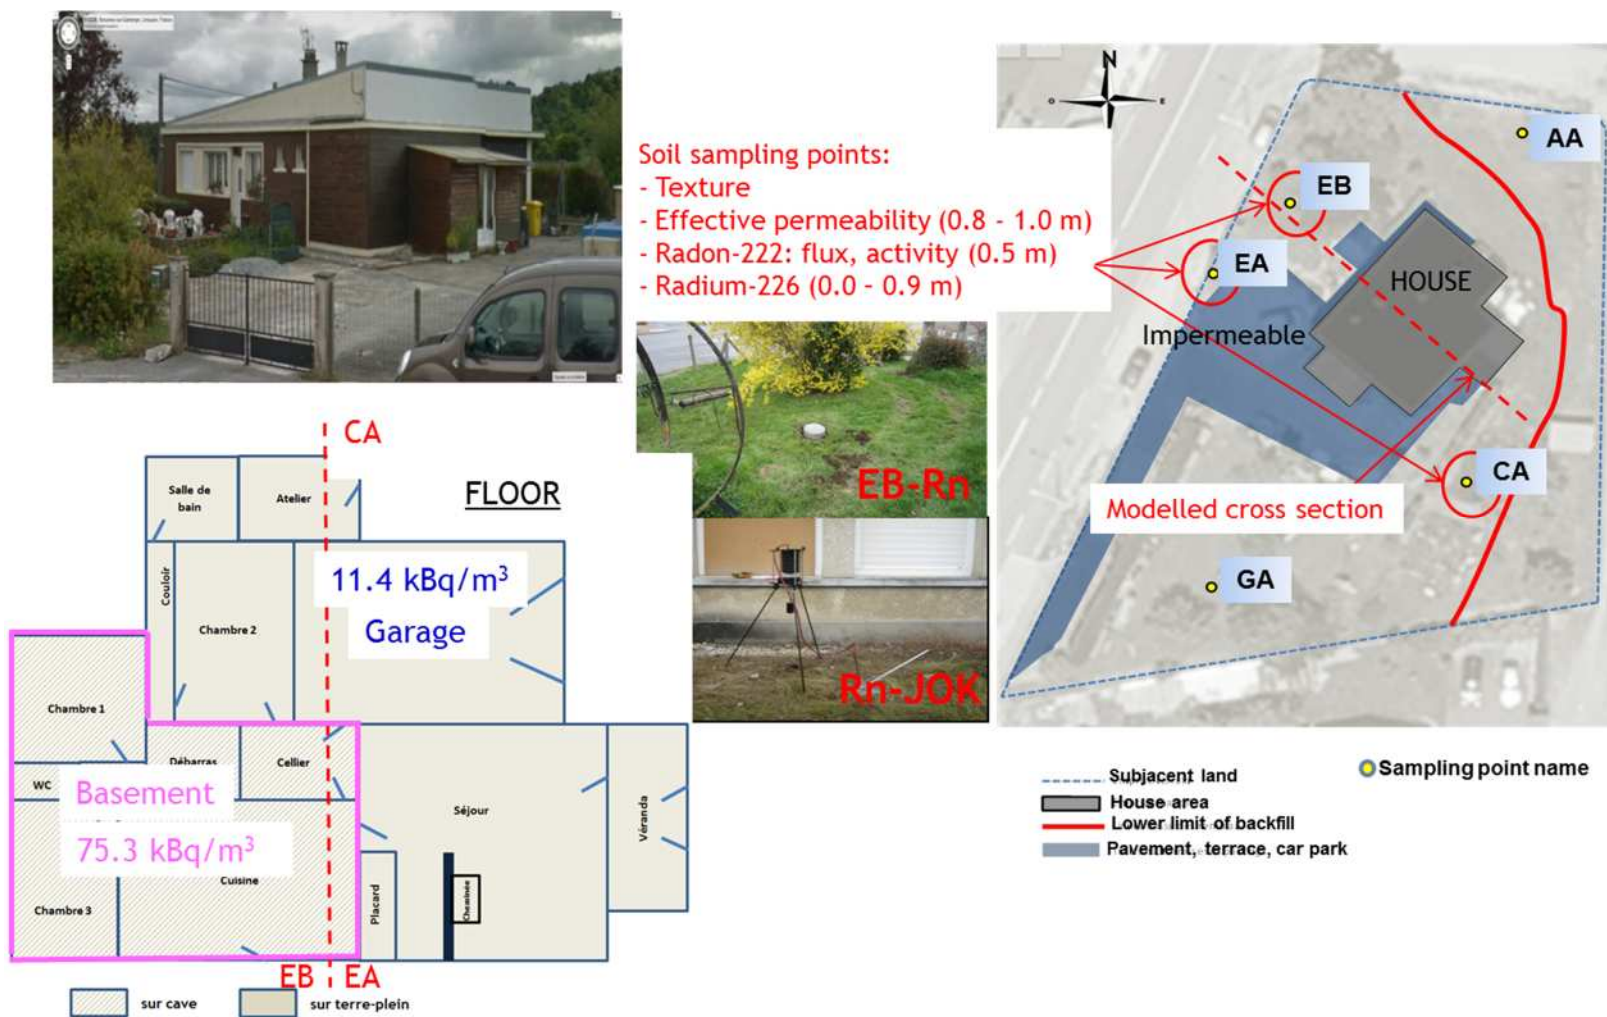 Soil sampling points:
- Texture
- Effective permeability (0.8 - 1.0 m)
- Radon-222: flux, activity (0.5 m)
- Radium-226 (0.0 - 0.9 m)
N
O
E
AA
EB
EA
HOUSE
Impermeable
CA
Modelled cross section
GA
EB-Rn
Rn-JOK
CA
FLOOR
Salle de bain
Atelier
Couloir
11.4 kBq/m³
Garage
Chambre 2
Chambre 1
Débarras
Cellier
WC
Basement
75.3 kBq/m³
Séjour
Véranda
Cuisine
Chambre 3
Placard
Cheminée
EB
EA
sur cave
sur terre-plein
Subjacent land
Sampling point name
House area
Lower limit of backfill
Pavement, terrace, car park